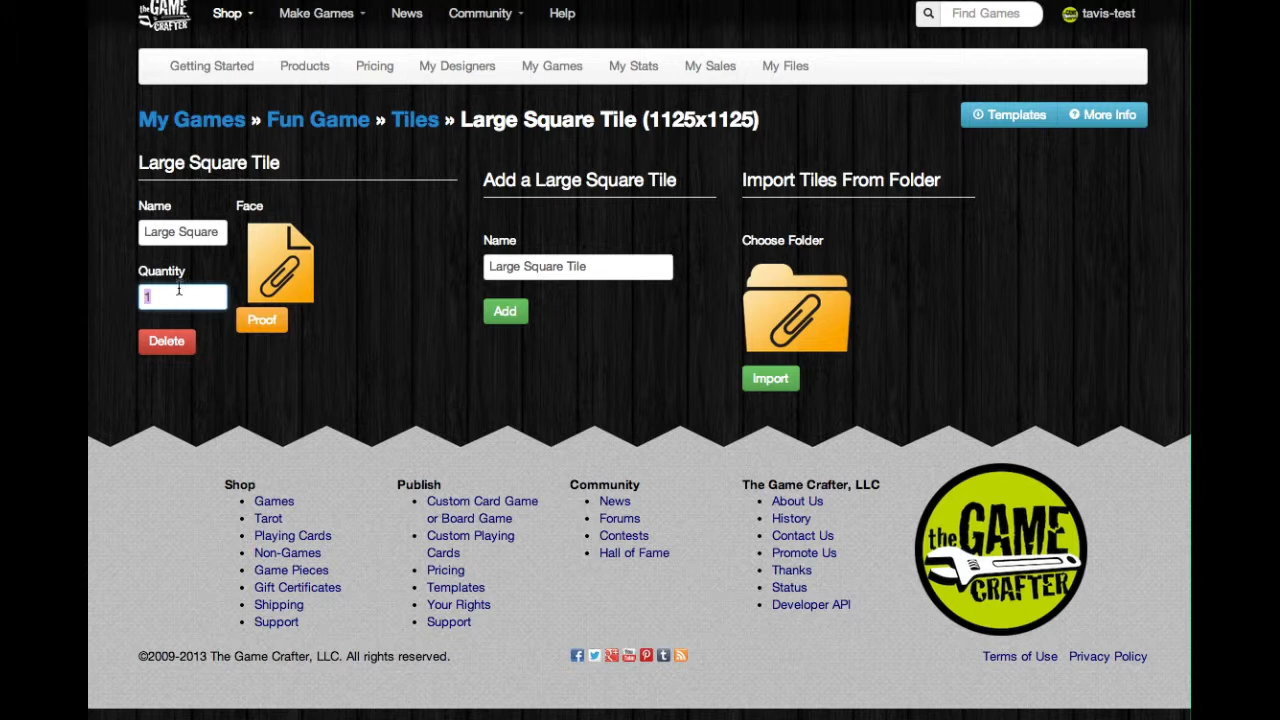 the GAME CRAFTER
Shop Make Games News Community Help
Find Games
tavis-test
Getting Started Products Pricing My Designers My Games My Stats My Sales My Files
My Games » Fun Game » Tiles » Large Square Tile (1125x1125)
Templates More Info
Large Square Tile
Name Face
Large Square
Quantity
1
Proof
Delete
Add a Large Square Tile
Name
Large Square Tile
Add
Import Tiles From Folder
Choose Folder
Import
Shop
Games
Tarot
Playing Cards
Non-Games
Game Pieces
Gift Certificates
Shipping
Support
Publish
Custom Card Game
or Board Game
Custom Playing
Cards
Pricing
Templates
Your Rights
Support
Community
News
Forums
Contests
Hall of Fame
The Game Crafter, LLC
About Us
History
Contact Us
Promote Us
Thanks
Status
Developer API
the GAME
CRAFTER
©2009-2013 The Game Crafter, LLC. All rights reserved.
Terms of Use Privacy Policy